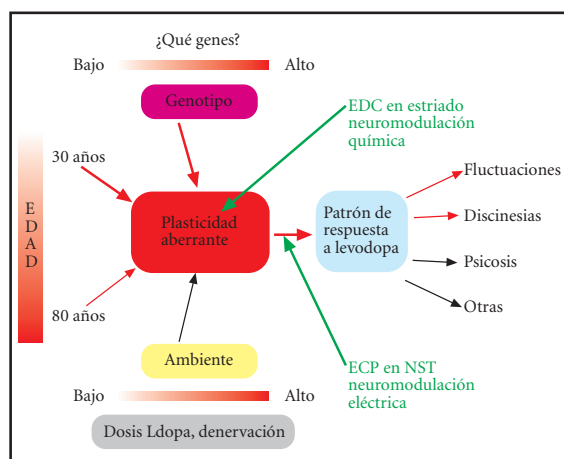 ¿Qué genes?
Bajo
Alto
Genotipo
EDC en estriado
neuromodulación
química
EDAD
30 años
80 años
Plasticidad
aberrante
Patrón de
respuesta
a levodopa
Fluctuaciones
Discinesias
Psicosis
Otras
Ambiente
ECP en NST
neuromodulación
eléctrica
Bajo
Alto
Dosis Ldopa, denervación